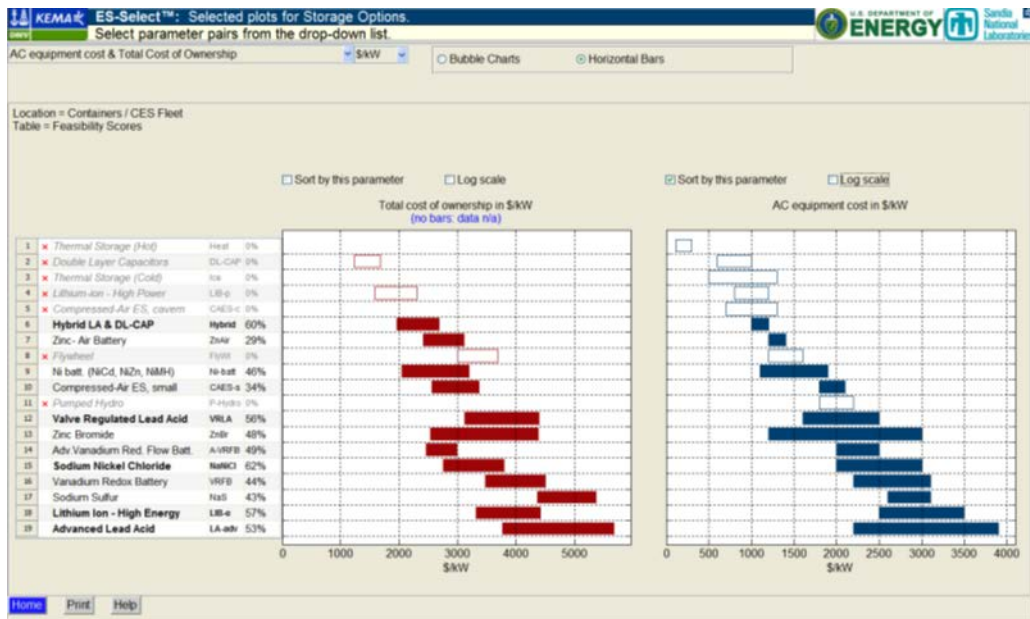 KEMA ES-Select™: Selected plots for Storage Options.
U.S. DEPARTMENT OF
ENERGY
Sandia
National
Laboratories
DNV Select parameter pairs from the drop-down list.
AC equipment cost & Total Cost of Ownership $/kW Bubble Charts Horizontal Bars
Location = Containers / CES Fleet
Table = Feasibility Scores
Sort by this parameter Log scale Sort by this parameter Log scale
Total cost of ownership in $/kW AC equipment cost in $/kW
(no bars: data n/a)
1 x Thermal Storage (Hot) Heat 0%
2 x Double Layer Capacitors DL-CAP 0%
3 x Thermal Storage (Cold) Ice 0%
4 x Lithium-ion - High Power LIB-p 0%
5 x Compressed-Air ES, cavern CAES-c 0%
6 Hybrid LA & DL-CAP Hybrid 60%
7 Zinc- Air Battery ZnAir 29%
8 x Flywheel FlyWl 0%
9 Ni batt. (NiCd, NiZn, NiMH) Ni-batt 46%
10 Compressed-Air ES, small CAES-s 34%
11 x Pumped Hydro P-Hydro 0%
12 Valve Regulated Lead Acid VRLA 56%
13 Zinc Bromide ZnBr 48%
14 Adv.Vanadium Red. Flow Batt. A-VRFB 49%
15 Sodium Nickel Chloride NaNiCl 62%
16 Vanadium Redox Battery VRFB 44%
17 Sodium Sulfur NaS 43%
18 Lithium Ion - High Energy LIB-e 57%
19 Advanced Lead Acid LA-adv 53%
0 1000 2000 3000 4000 5000 0 500 1000 1500 2000 2500 3000 3500 4000
$/kW $/kW
Home Print Help